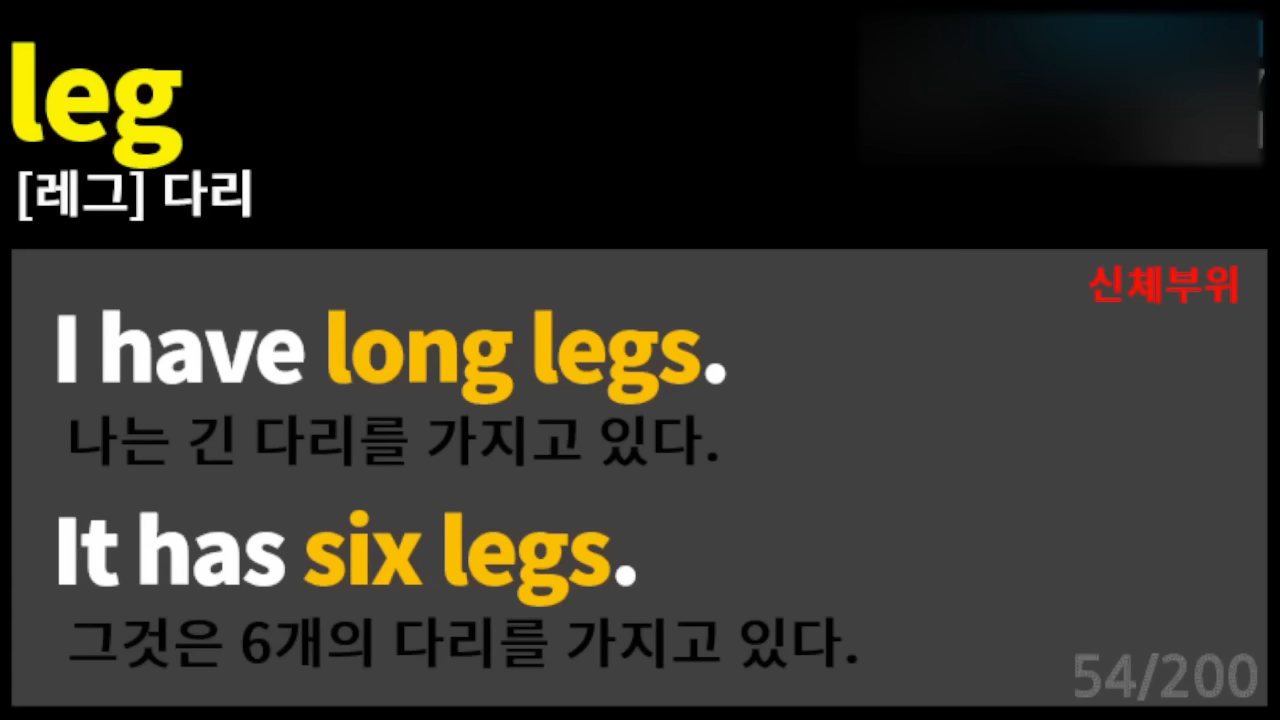 leg
[레그] 다리
신체부위
I have long legs.
나는 긴 다리를 가지고 있다.
It has six legs.
그것은 6개의 다리를 가지고 있다.
54/200